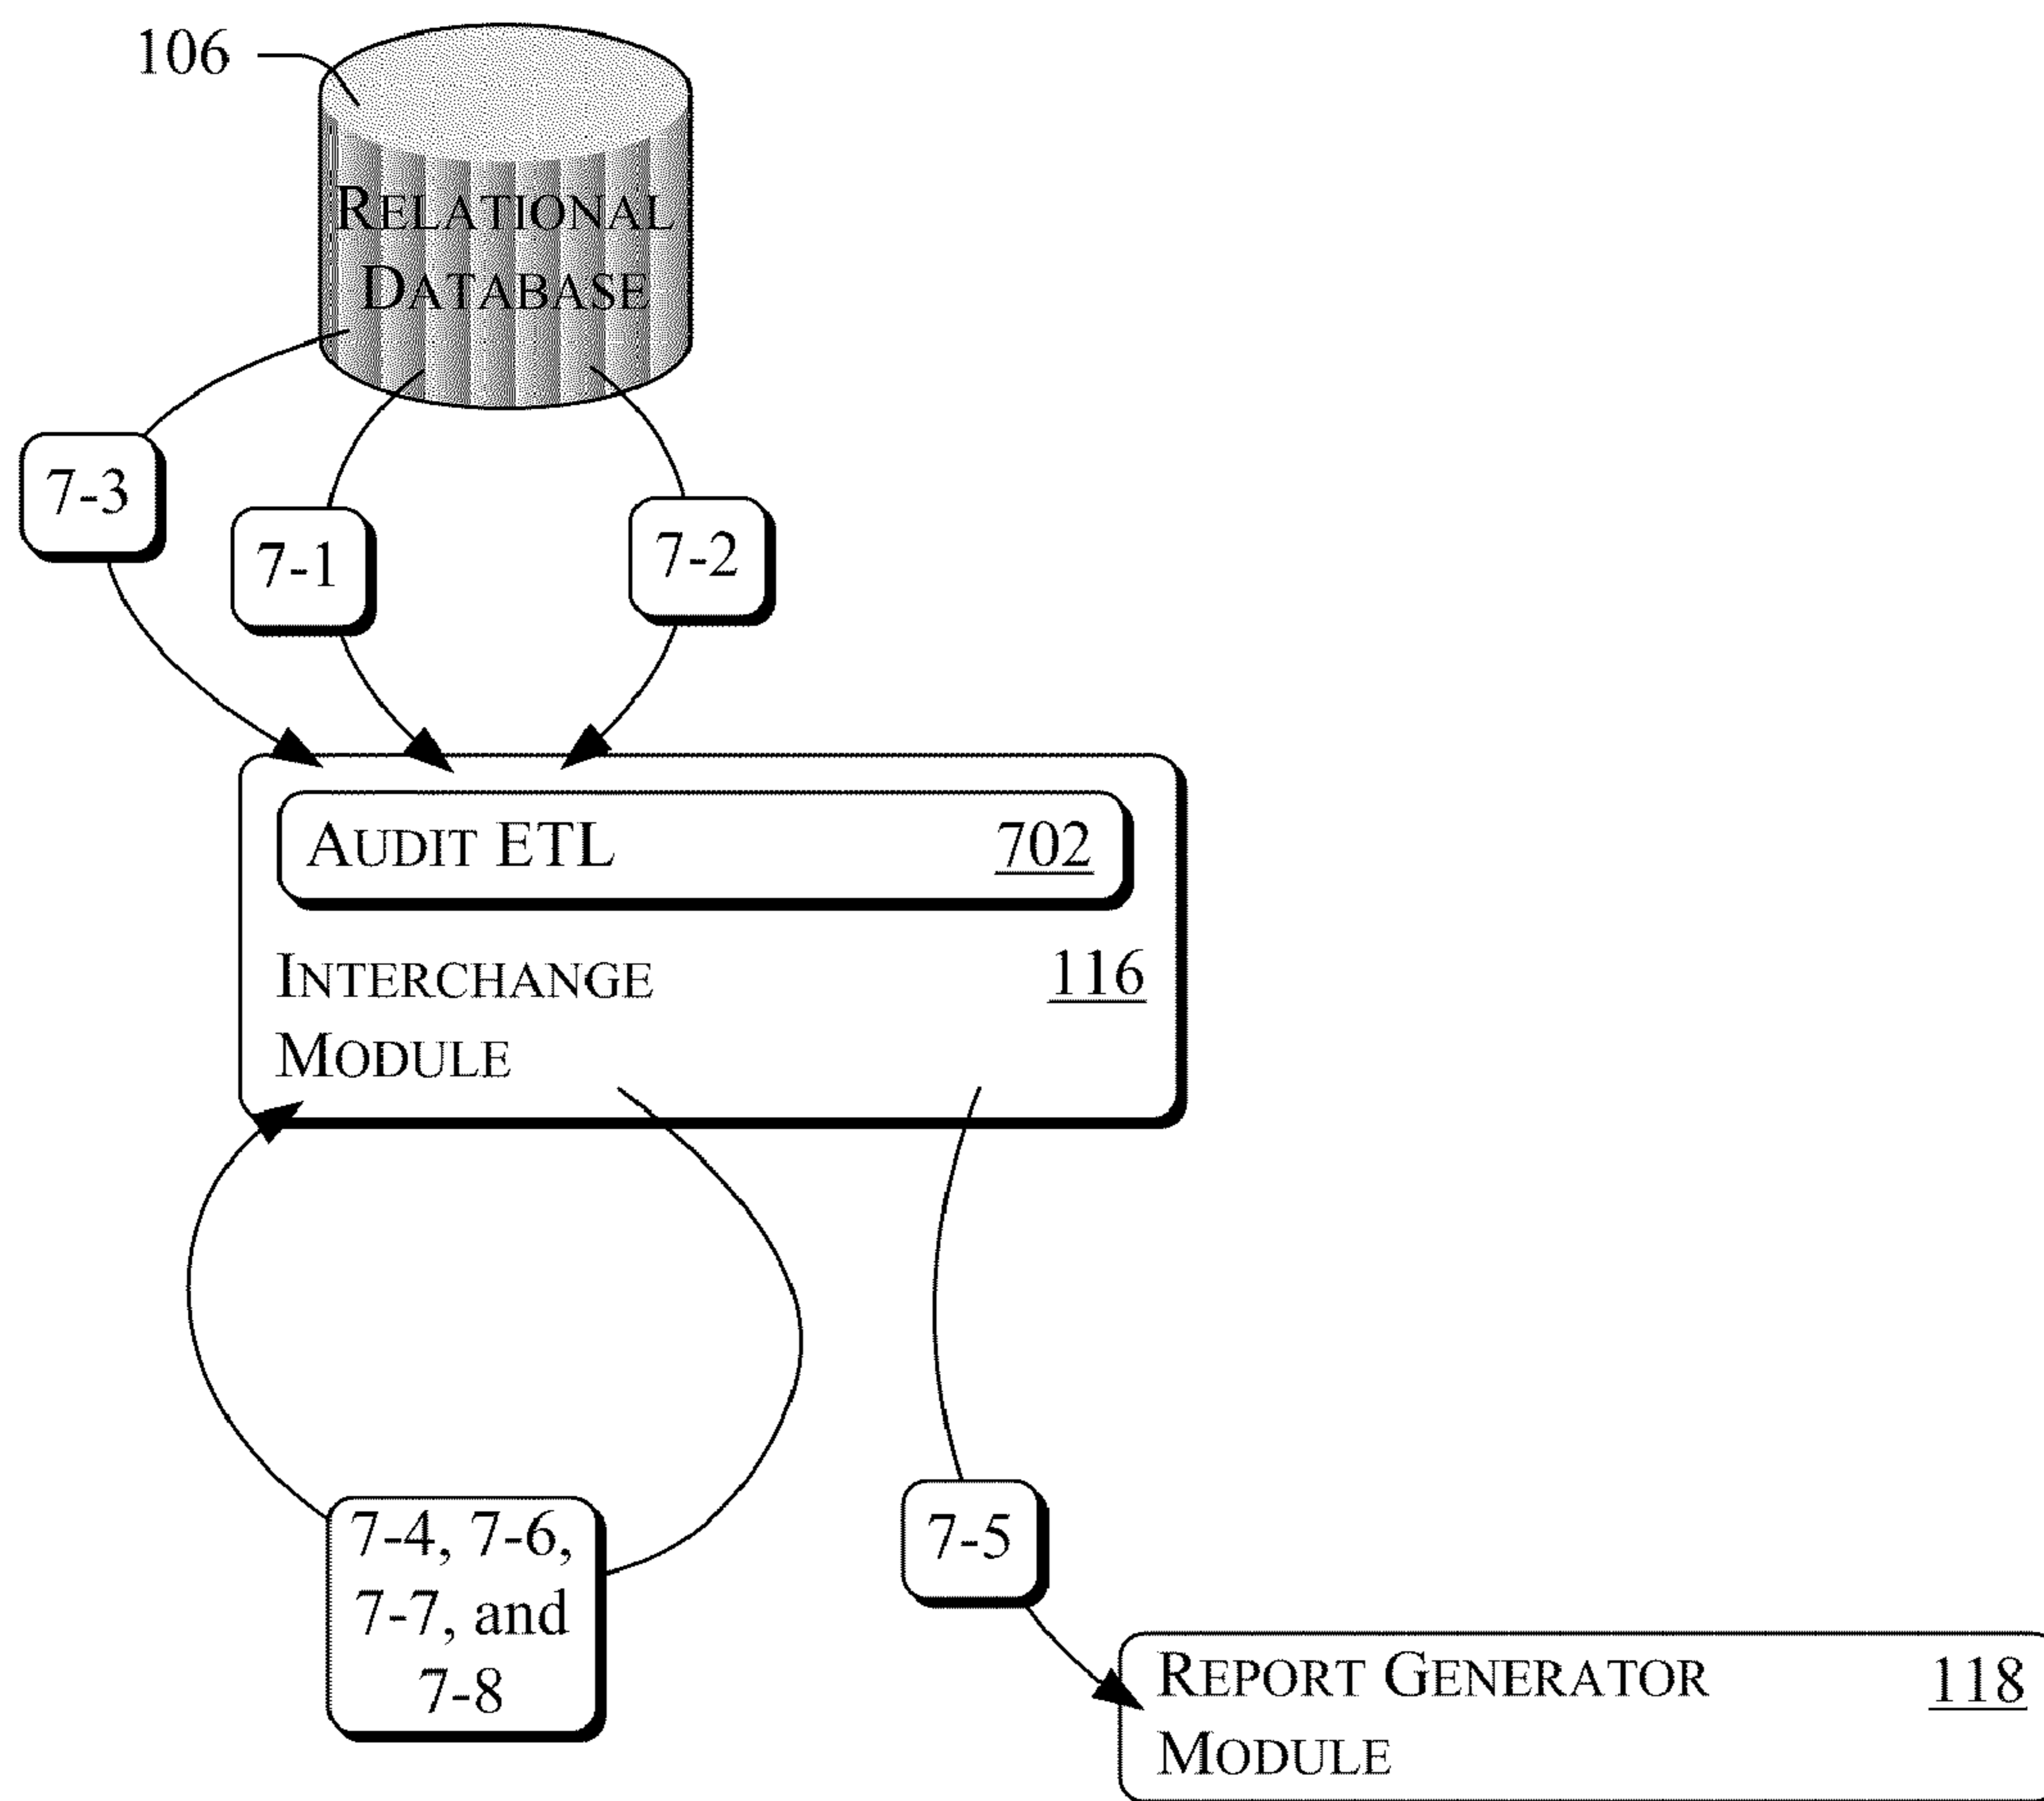 106
RELATIONAL
DATABASE
7-3
7-1
7-2
AUDIT ETL 702
INTERCHANGE 116
MODULE
7-4, 7-6,
7-7, and
7-8
7-5
REPORT GENERATOR 118
MODULE